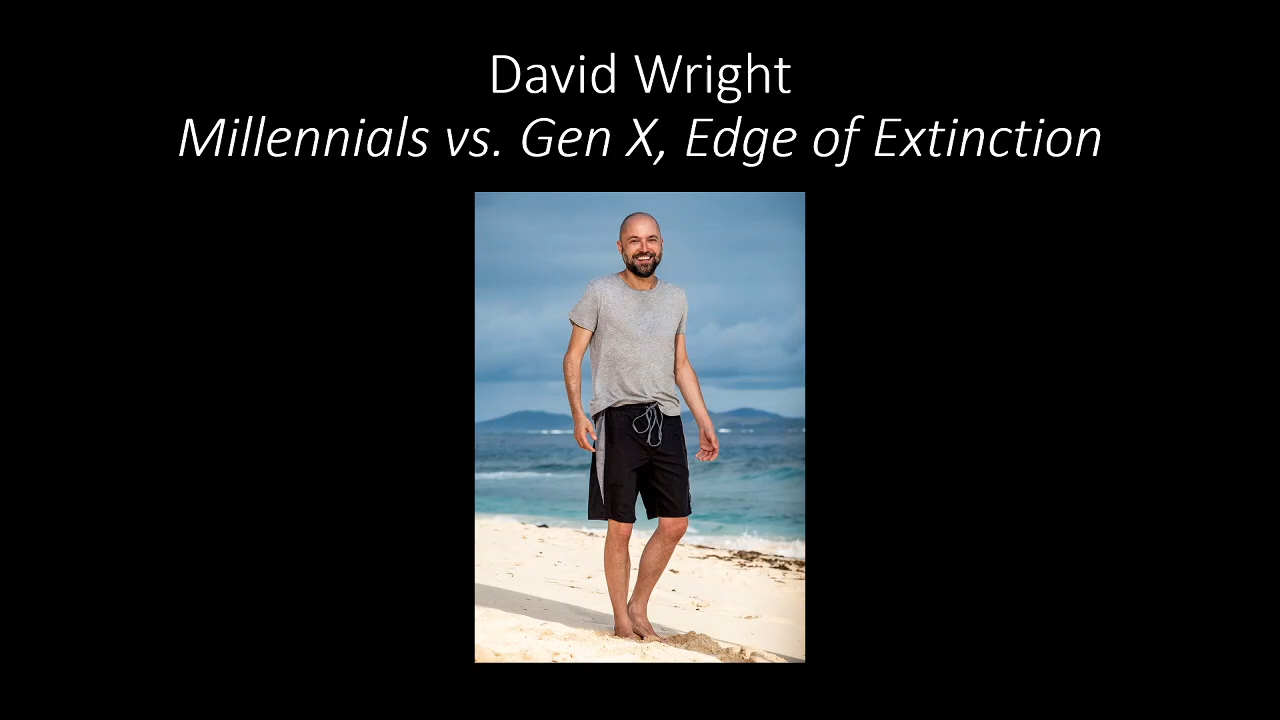 David Wright
Millennials vs. Gen X, Edge of Extinction